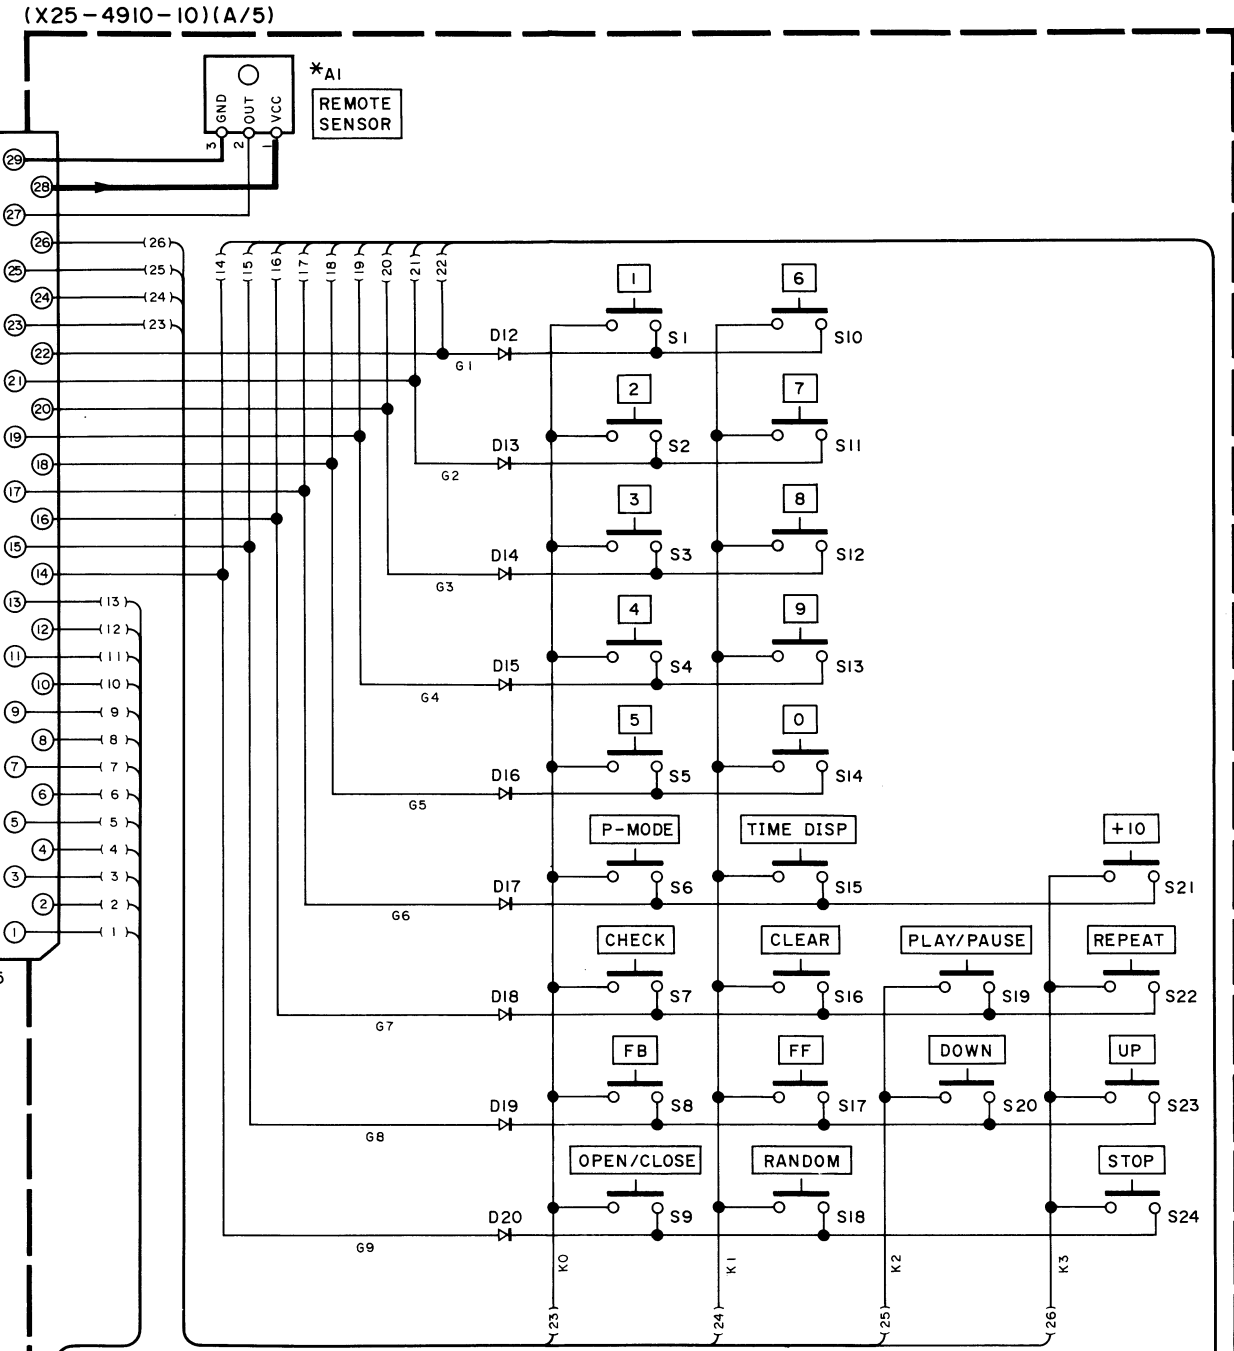 (X25-4910-10)(A/5)
*A1
REMOTE
SENSOR
GND
OUT
VCC
3
2
1
29
28
27
26
(26)
25
(25)
24
(24)
23
(23)
22
21
20
19
18
17
16
15
14
13
(13)
12
(12)
11
(11)
10
(10)
9
(9)
8
(8)
7
(7)
6
(6)
5
(5)
4
(4)
3
(3)
2
(2)
1
(1)
(14)
(15)
(16)
(17)
(18)
(19)
(20)
(21)
(22)
1
6
D12
G1
S1
S10
2
7
D13
G2
S2
S11
3
8
D14
G3
S3
S12
4
9
D15
G4
S4
S13
5
0
D16
G5
S5
S14
P-MODE
TIME DISP
+10
D17
G6
S6
S15
S21
CHECK
CLEAR
PLAY/PAUSE
REPEAT
D18
G7
S7
S16
S19
S22
FB
FF
DOWN
UP
D19
G8
S8
S17
S20
S23
OPEN/CLOSE
RANDOM
STOP
D20
G9
S9
S18
S24
K0
K1
K2
K3
(23)
(24)
(25)
(26)